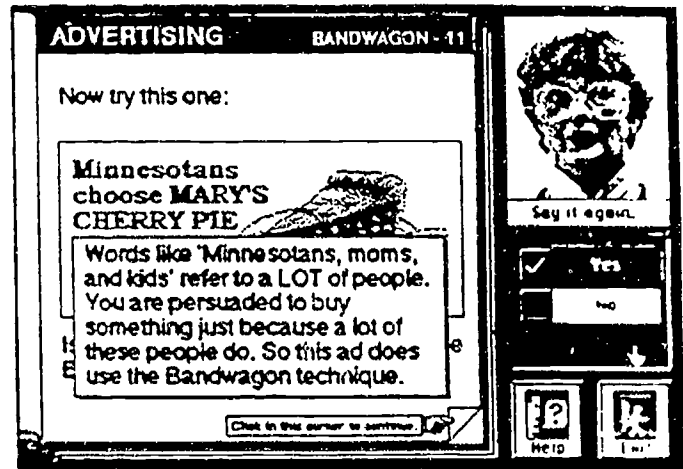 ADVERTISING
BANDWAGON - 11
Now try this one:
Minnesotans
choose MARY'S
CHERRY PIE
Words like 'Minnesotans, moms,
and kids' refer to a LOT of people.
You are persuaded to buy
something just because a lot of
these people do. So this ad does
use the Bandwagon technique.
Click in this corner to continue.
Say it again.
Yes
No
Help
Exit